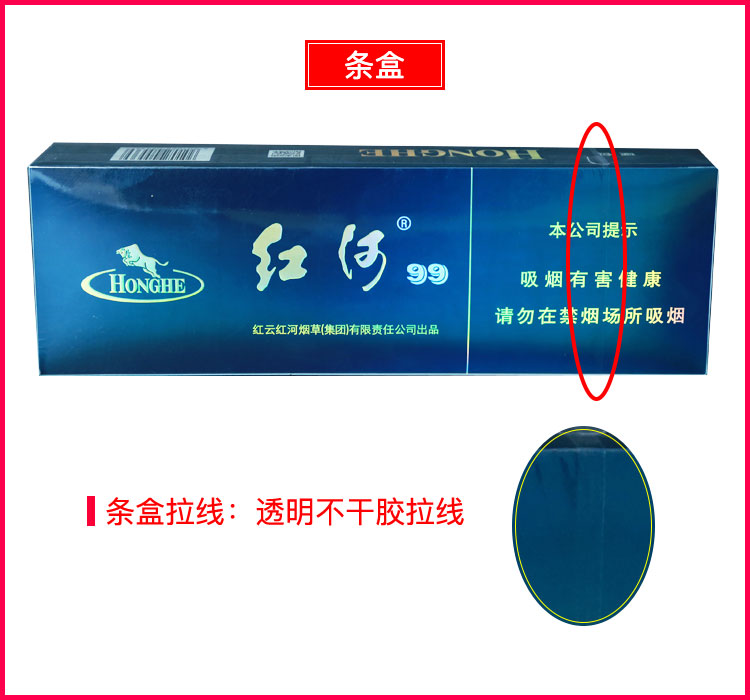 条盒
HONGHE
红河®
99
HONGHE
红云红河烟草(集团)有限责任公司出品
本公司提示
吸烟有害健康
请勿在禁烟场所吸烟
条盒拉线：透明不干胶拉线